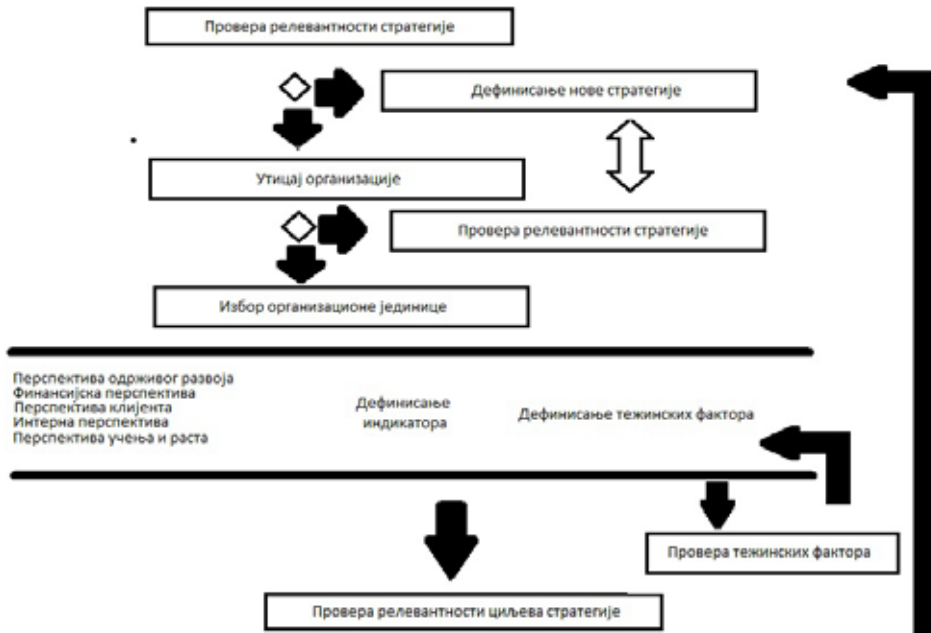 Провера релевантности стратегије
Дефинисање нове стратегије
Утицај организације
Провера релевантности стратегије
Избор организационе јединице
Перспектива одрживог развоја
Финансијска перспектива
Перспектива клијента
Интерна перспектива
Перспектива учења и раста
Дефинисање
индикатора
Дефинисање тежинских фактора
Провера тежинских фактора
Провера релевантности циљева стратегије